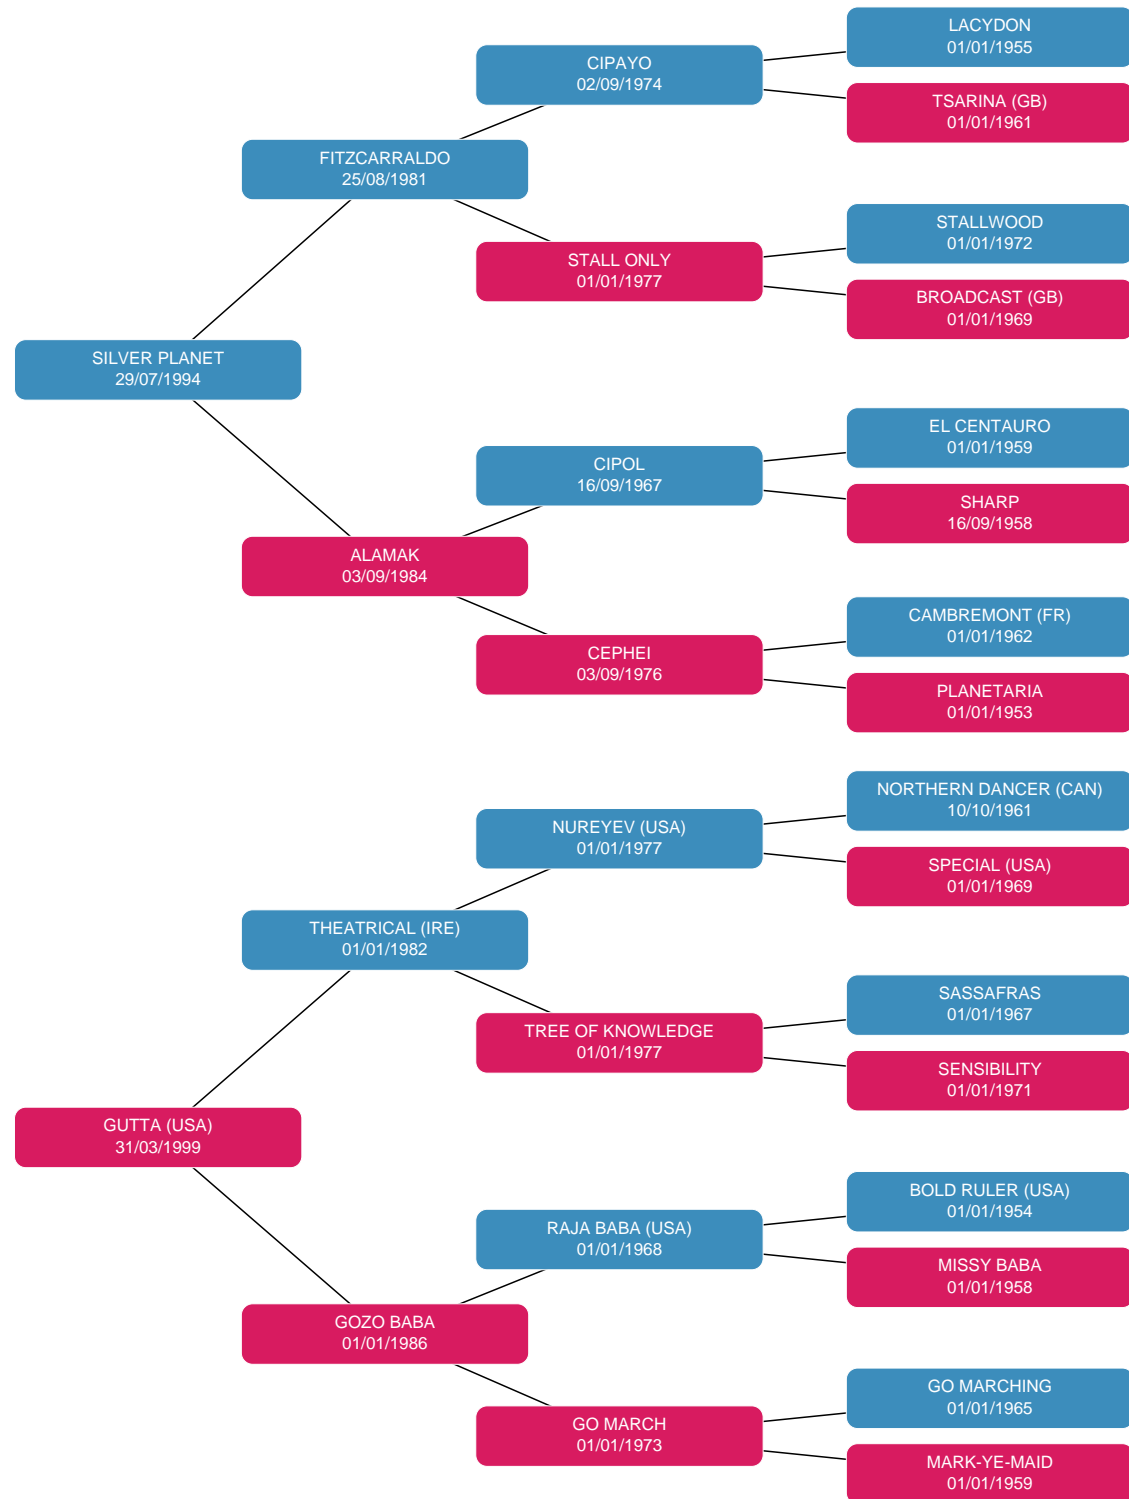 LACYDON
01/01/1955
CIPAYO
02/09/1974
TSARINA (GB)
01/01/1961
FITZCARRALDO
25/08/1981
STALLWOOD
01/01/1972
STALL ONLY
01/01/1977
BROADCAST (GB)
01/01/1969
SILVER PLANET
29/07/1994
EL CENTAURO
01/01/1959
CIPOL
16/09/1967
SHARP
16/09/1958
ALAMAK
03/09/1984
CAMBREMONT (FR)
01/01/1962
CEPHEI
03/09/1976
PLANETARIA
01/01/1953
NORTHERN DANCER (CAN)
10/10/1961
NUREYEV (USA)
01/01/1977
SPECIAL (USA)
01/01/1969
THEATRICAL (IRE)
01/01/1982
SASSAFRAS
01/01/1967
TREE OF KNOWLEDGE
01/01/1977
SENSIBILITY
01/01/1971
GUTTA (USA)
31/03/1999
BOLD RULER (USA)
01/01/1954
RAJA BABA (USA)
01/01/1968
MISSY BABA
01/01/1958
GOZO BABA
01/01/1986
GO MARCHING
01/01/1965
GO MARCH
01/01/1973
MARK-YE-MAID
01/01/1959